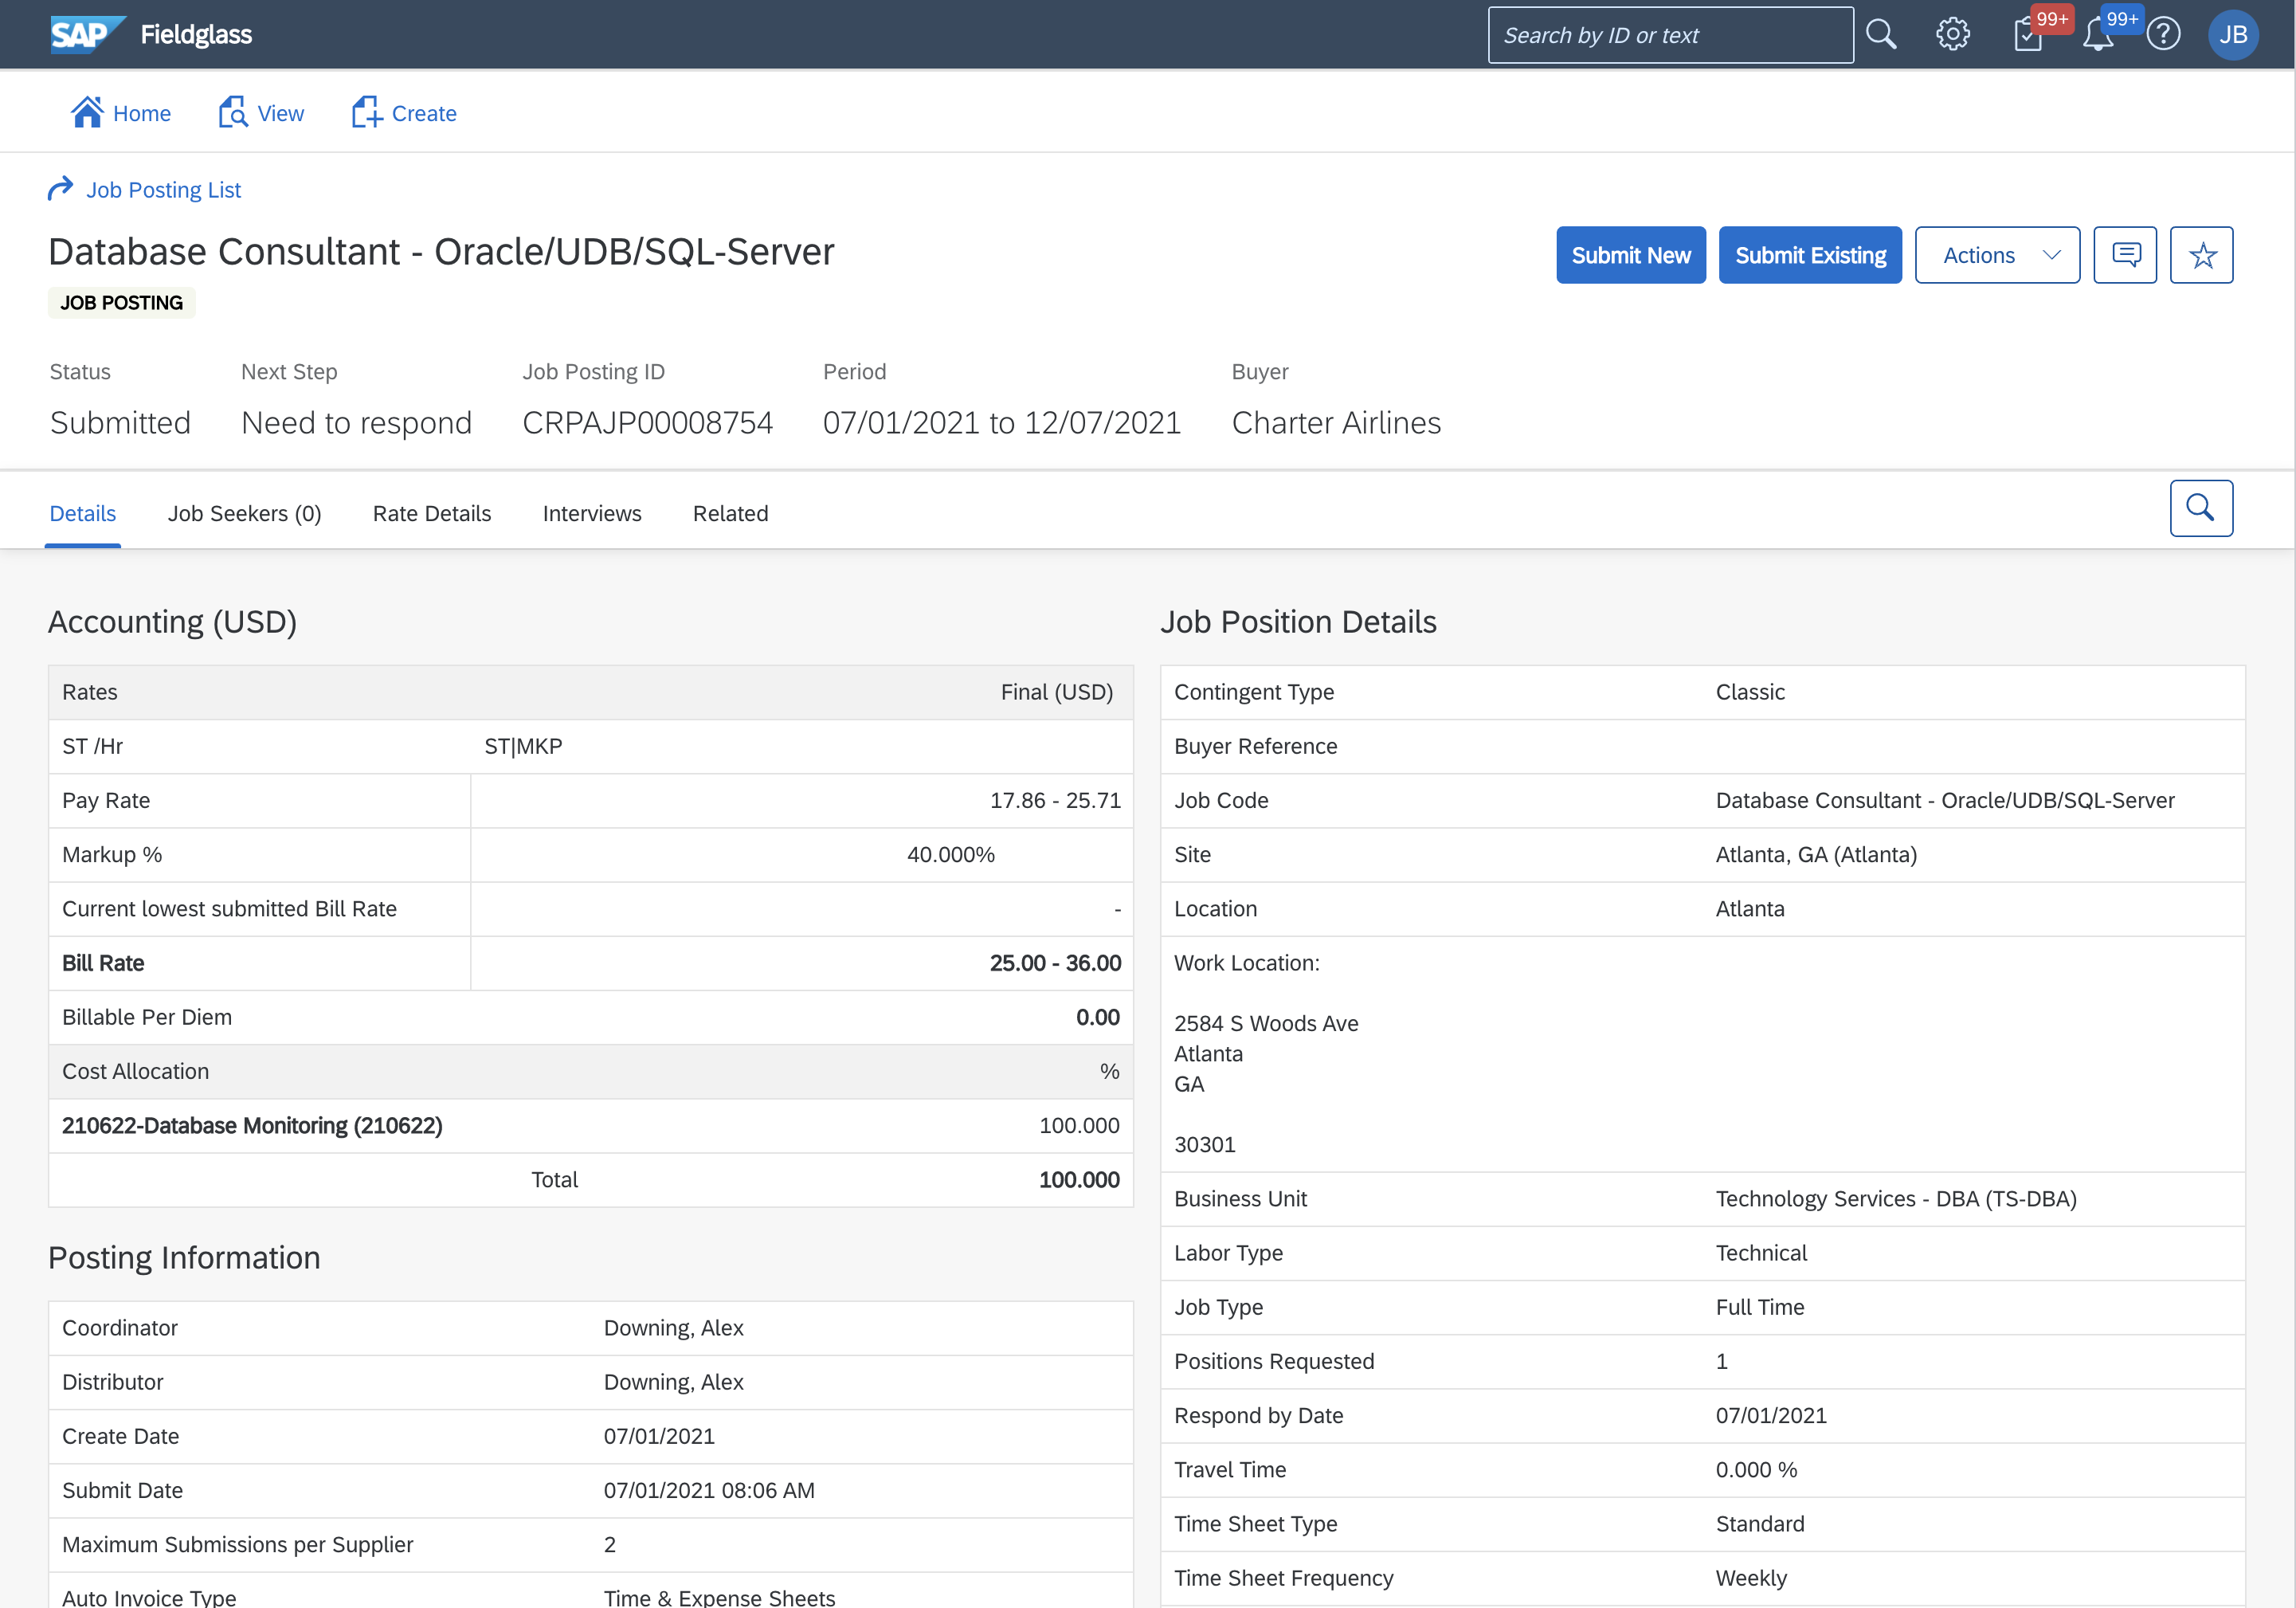 SAP Fieldglass
Search by ID or text
99+
99+
?
JB
Home
View
Create
Job Posting List
Database Consultant - Oracle/UDB/SQL-Server
Submit New
Submit Existing
Actions
JOB POSTING
Status
Next Step
Job Posting ID
Period
Buyer
Submitted
Need to respond
CRPAJP00008754
07/01/2021 to 12/07/2021
Charter Airlines
Details
Job Seekers (0)
Rate Details
Interviews
Related
Accounting (USD)
Rates Final (USD)
ST /Hr ST|MKP
Pay Rate 17.86 - 25.71
Markup % 40.000%
Current lowest submitted Bill Rate -
Bill Rate 25.00 - 36.00
Billable Per Diem 0.00
Cost Allocation %
210622-Database Monitoring (210622) 100.000
Total 100.000
Posting Information
Coordinator Downing, Alex
Distributor Downing, Alex
Create Date 07/01/2021
Submit Date 07/01/2021 08:06 AM
Maximum Submissions per Supplier 2
Auto Invoice Type Time & Expense Sheets
Job Position Details
Contingent Type Classic
Buyer Reference
Job Code Database Consultant - Oracle/UDB/SQL-Server
Site Atlanta, GA (Atlanta)
Location Atlanta
Work Location:
2584 S Woods Ave
Atlanta
GA
30301
Business Unit Technology Services - DBA (TS-DBA)
Labor Type Technical
Job Type Full Time
Positions Requested 1
Respond by Date 07/01/2021
Travel Time 0.000 %
Time Sheet Type Standard
Time Sheet Frequency Weekly